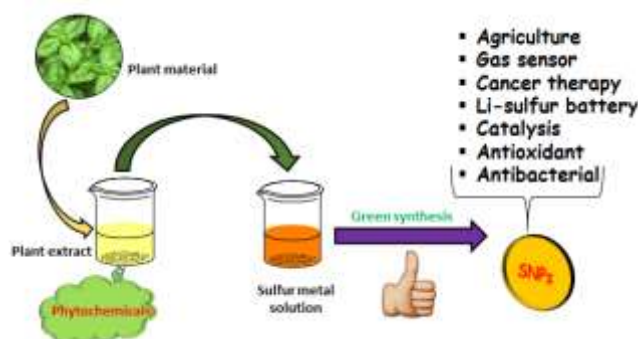 Plant material
Plant extract
Phytochemicals
Sulfur metal
solution
Green synthesis
▪ Agriculture
▪ Gas sensor
▪ Cancer therapy
▪ Li-sulfur battery
▪ Catalysis
▪ Antioxidant
▪ Antibacterial
SNPs